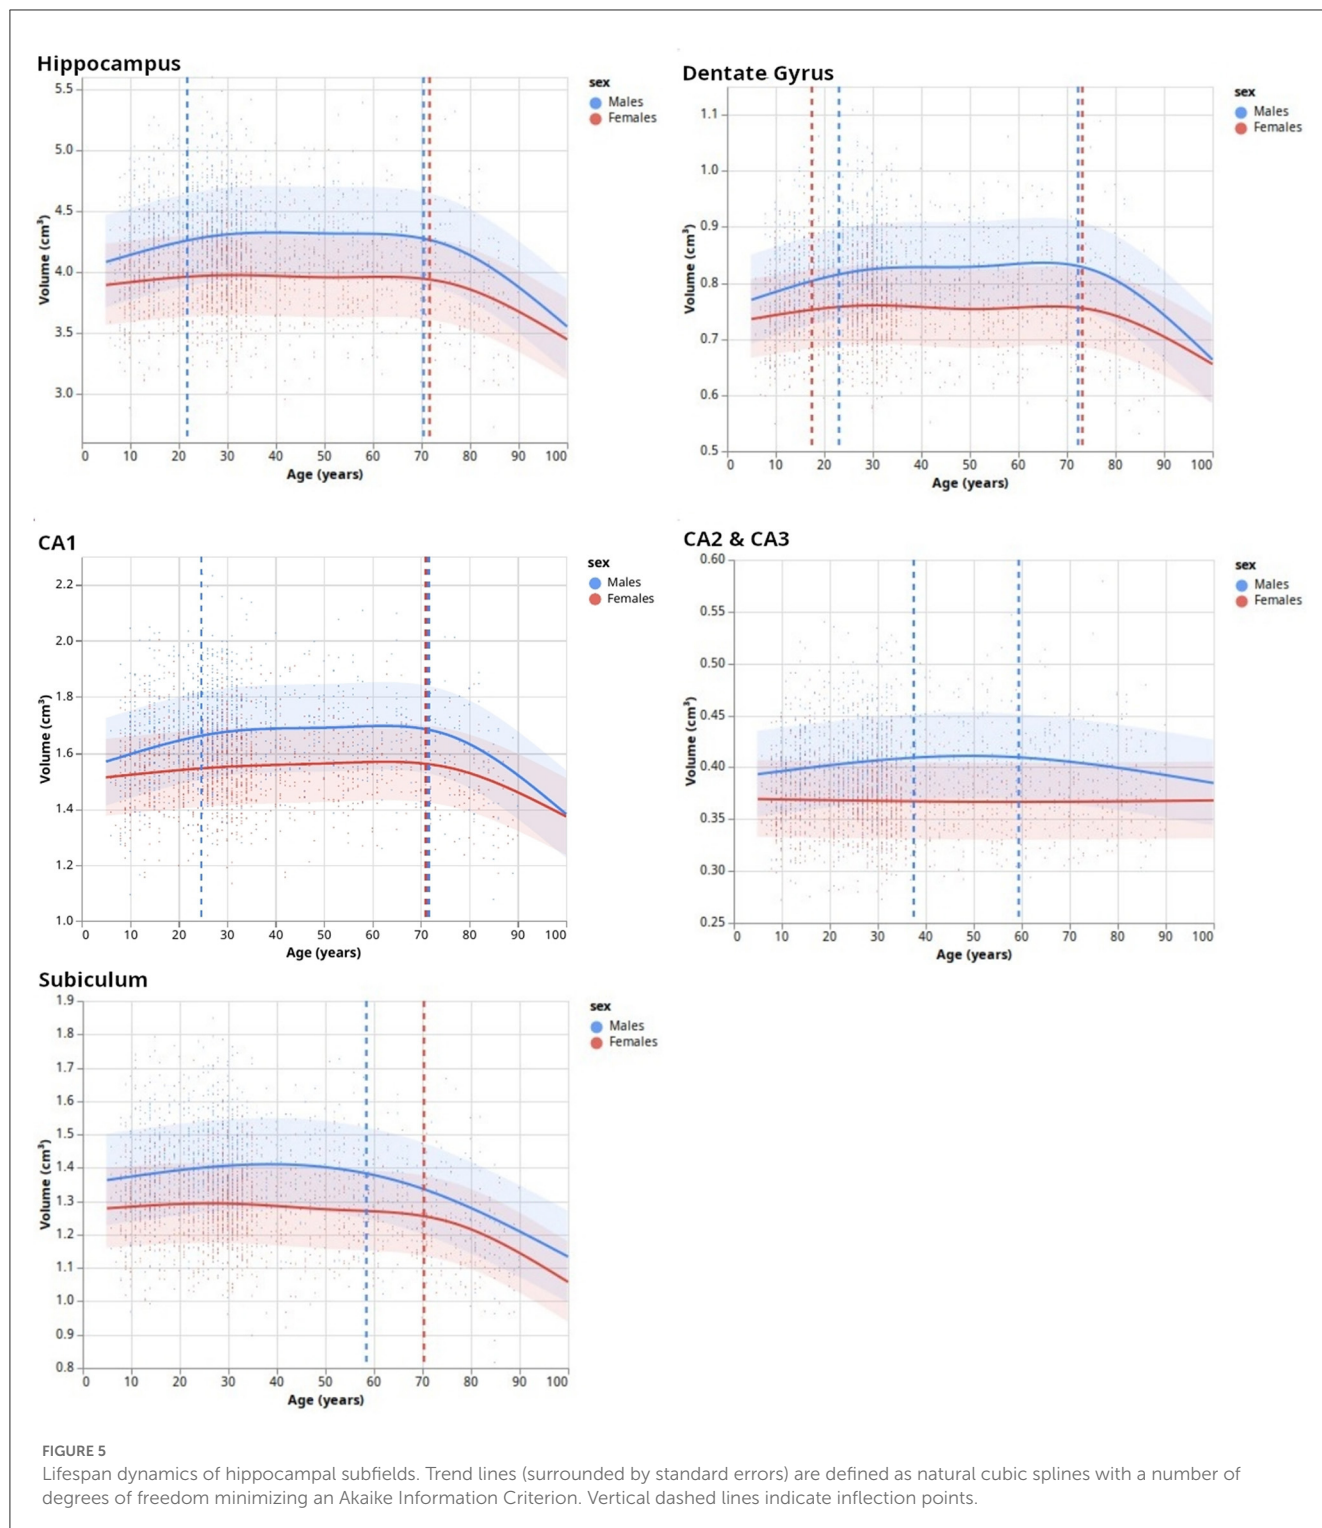 Hippocampus
5.5
5.0
4.5
4.0
3.5
3.0
Volume (cm³)
0 10 20 30 40 50 60 70 80 90 100
Age (years)
sex
Males
Females
Dentate Gyrus
1.1
1.0
0.9
0.8
0.7
0.6
0.5
Volume (cm³)
0 10 20 30 40 50 60 70 80 90 100
Age (years)
sex
Males
Females
CA1
2.2
2.0
1.8
1.6
1.4
1.2
1.0
Volume (cm³)
0 10 20 30 40 50 60 70 80 90 100
Age (years)
sex
Males
Females
CA2 & CA3
0.60
0.55
0.50
0.45
0.40
0.35
0.30
0.25
Volume (cm³)
0 10 20 30 40 50 60 70 80 90 100
Age (years)
sex
Males
Females
Subiculum
1.9
1.8
1.7
1.6
1.5
1.4
1.3
1.2
1.1
1.0
0.9
0.8
Volume (cm³)
0 10 20 30 40 50 60 70 80 90 100
Age (years)
sex
Males
Females
FIGURE 5
Lifespan dynamics of hippocampal subfields. Trend lines (surrounded by standard errors) are defined as natural cubic splines with a number of
degrees of freedom minimizing an Akaike Information Criterion. Vertical dashed lines indicate inflection points.